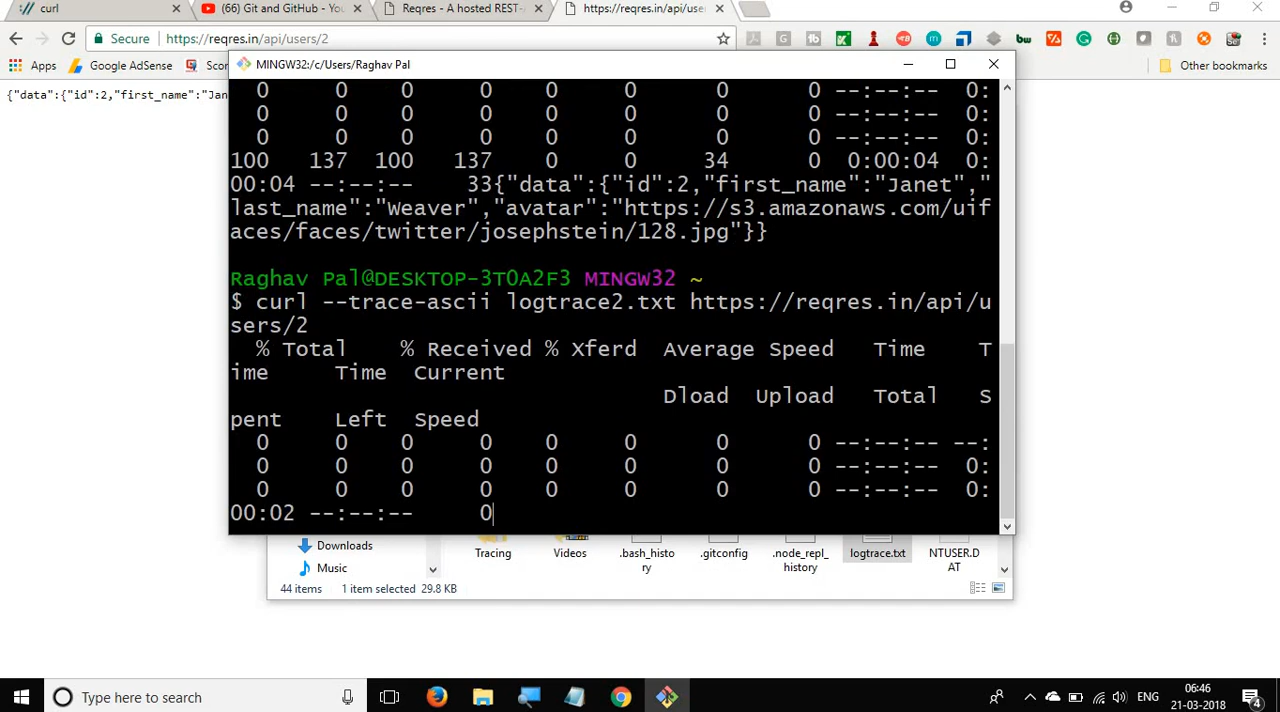 curl
(66) Git and GitHub - You
Reqres - A hosted REST-
https://reqres.in/api/user:
Secure
https://reqres.in/api/users/2
Apps
Google AdSense
Scor
Other bookmarks
{"data":{"id":2,"first_name":"Jan
MINGW32:/c/Users/Raghav Pal
0 0 0 0 0 0 0 0 --:--:-- 0:
0 0 0 0 0 0 0 0 --:--:-- 0:
0 0 0 0 0 0 0 0 --:--:-- 0:
100 137 100 137 0 0 34 0 0:00:04 0:
00:04 --:--:-- 33{"data":{"id":2,"first_name":"Janet","
last_name":"Weaver","avatar":"https://s3.amazonaws.com/uif
aces/faces/twitter/josephstein/128.jpg"}}
Raghav Pal@DESKTOP-3T0A2F3 MINGW32 ~
$ curl --trace-ascii logtrace2.txt https://reqres.in/api/u
sers/2
% Total % Received % Xferd Average Speed Time T
ime Time Current
Dload Upload Total S
pent Left Speed
0 0 0 0 0 0 0 0 --:--:-- --:
0 0 0 0 0 0 0 0 --:--:-- 0:
0 0 0 0 0 0 0 0 --:--:-- 0:
00:02 --:--:-- 0
Downloads
Music
Tracing
Videos
.bash_histo
ry
.gitconfig
.node_repl_
history
logtrace.txt
NTUSER.D
AT
44 items
1 item selected 29.8 KB
Type here to search
ENG
06:46
21-03-2018
4